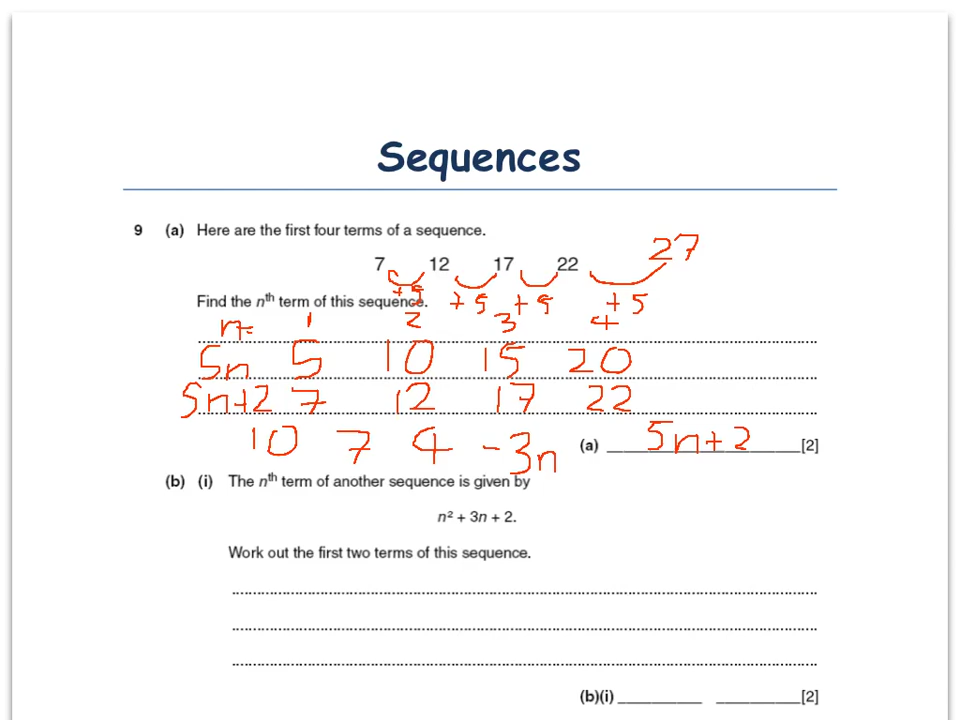 Sequences
9 (a) Here are the first four terms of a sequence.
7 12 17 22 27
+5 +5 +5 +5
Find the nth term of this sequence.
n= 1 2 3 4
5n 5 10 15 20
5n+2 7 12 17 22
10 7 4 -3n
(a) 5n+2 [2]
(b) (i) The nth term of another sequence is given by
n² + 3n + 2.
Work out the first two terms of this sequence.
(b)(i) ________ ________ [2]